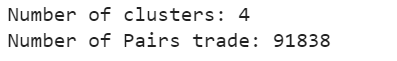 Number of clusters: 4
Number of Pairs trade: 91838